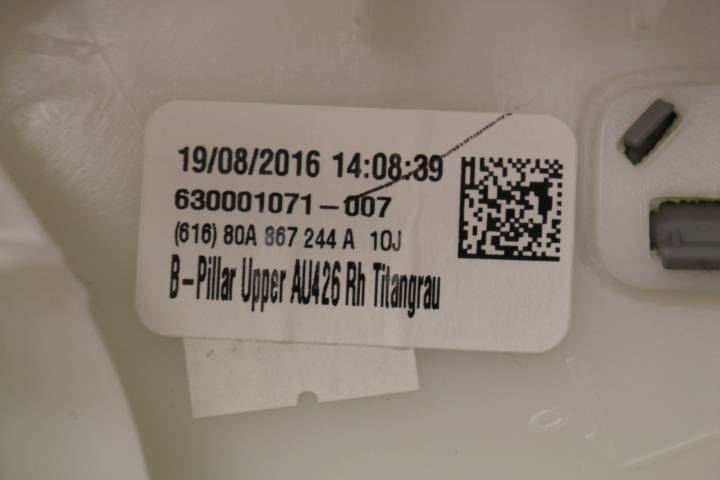 19/08/2016 14:08:39
630001071-007
(616) 80A 867 244 A 10J
B-Pillar Upper AU426 Rh Titangrau